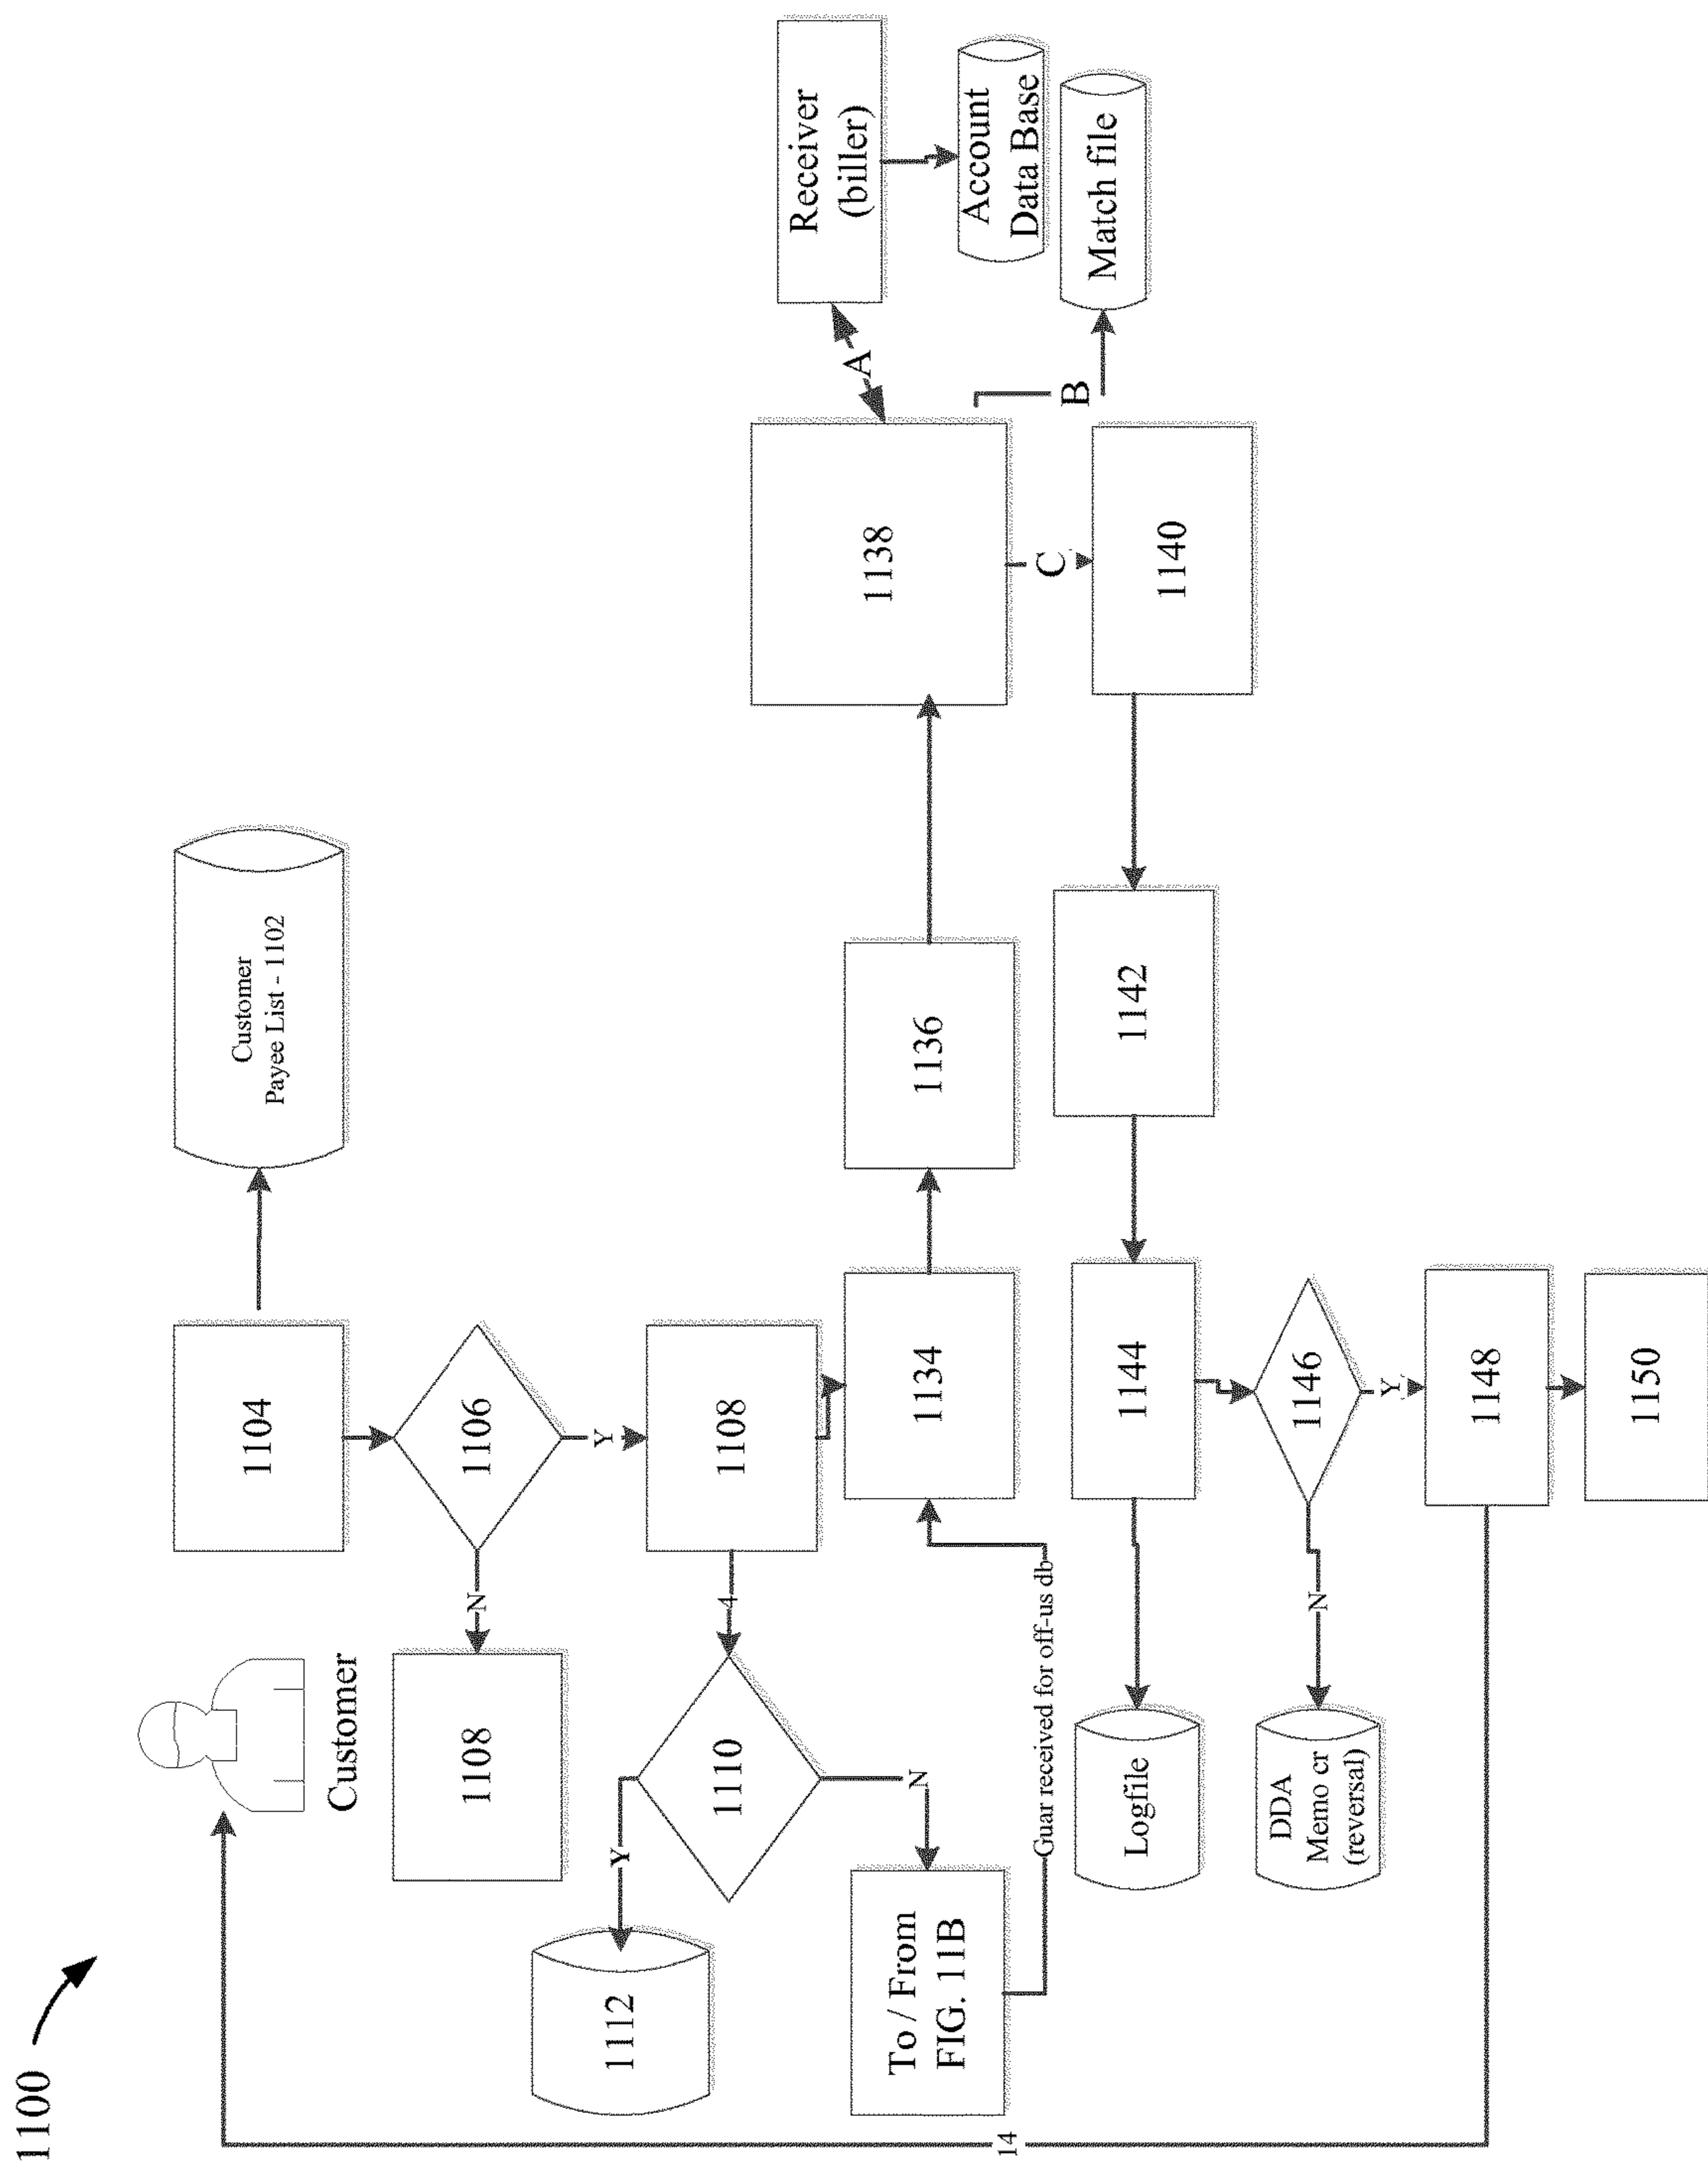 1100
Customer
1104
Customer
Payee List - 1102
1106
N
1108
Y
1108
4
1110
Y
1112
N
To / From
FIG. 11B
Guar received for off-us db
1134
1136
1138
A
Receiver
(biller)
Account
Data Base
B
Match file
C
1140
1142
1144
Logfile
1146
N
DDA
Memo cr
(reversal)
Y
1148
14
1150